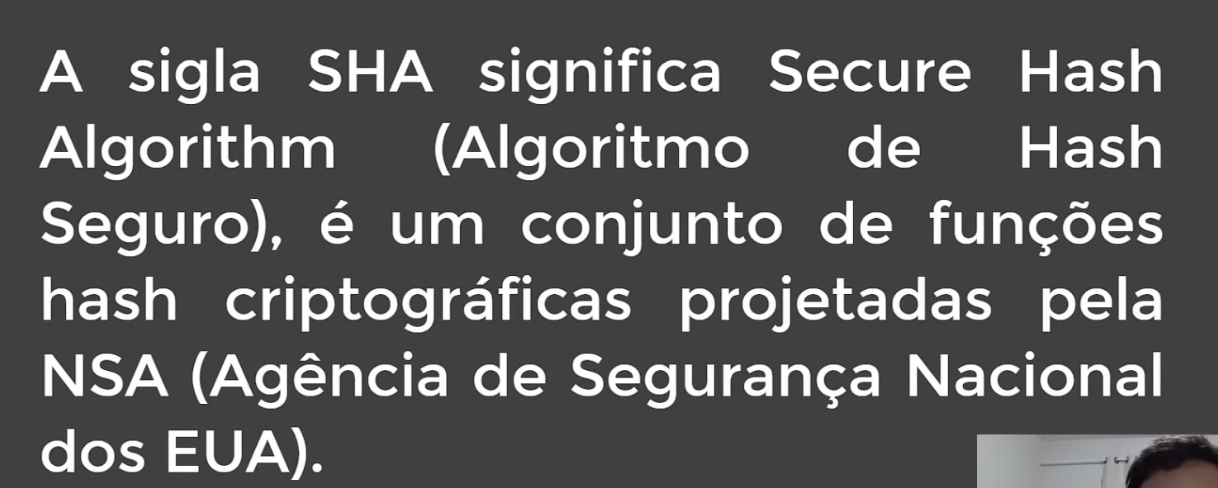 A sigla SHA significa Secure Hash
Algorithm (Algoritmo de Hash
Seguro), é um conjunto de funções
hash criptográficas projetadas pela
NSA (Agência de Segurança Nacional
dos EUA).